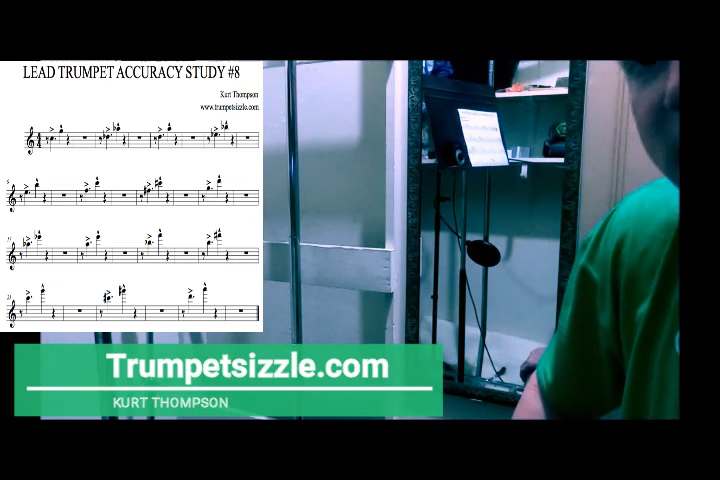 LEAD TRUMPET ACCURACY STUDY #8
Kurt Thompson
www.trumpetsizzle.com
Trumpetsizzle.com
KURT THOMPSON